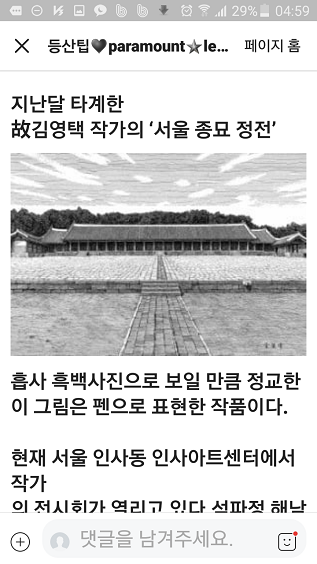 29% 04:59
등산팁🖤paramount⭐le... 페이지 홈
지난달 타계한
故김영택 작가의 ‘서울 종묘 정전’
흡사 흑백사진으로 보일 만큼 정교한
이 그림은 펜으로 표현한 작품이다.
현재 서울 인사동 인사아트센터에서
작가
의 전시회가 열리고 있다 석파정 해남
댓글을 남겨주세요.